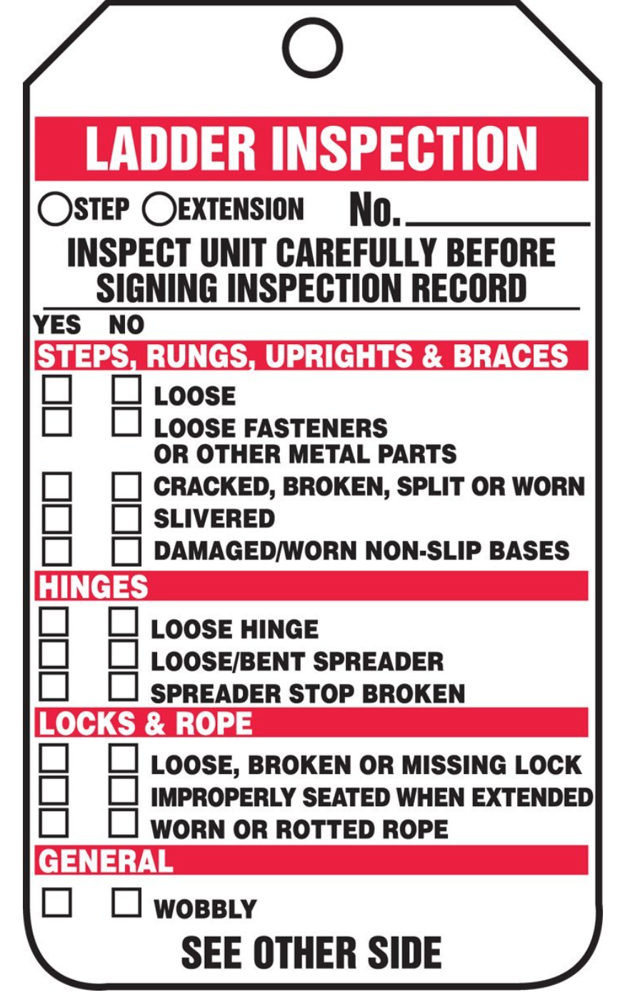 LADDER INSPECTION
STEP EXTENSION No.
INSPECT UNIT CAREFULLY BEFORE
SIGNING INSPECTION RECORD
YES NO
STEPS, RUNGS, UPRIGHTS & BRACES
LOOSE
LOOSE FASTENERS
OR OTHER METAL PARTS
CRACKED, BROKEN, SPLIT OR WORN
SLIVERED
DAMAGED/WORN NON-SLIP BASES
HINGES
LOOSE HINGE
LOOSE/BENT SPREADER
SPREADER STOP BROKEN
LOCKS & ROPE
LOOSE, BROKEN OR MISSING LOCK
IMPROPERLY SEATED WHEN EXTENDED
WORN OR ROTTED ROPE
GENERAL
WOBBLY
SEE OTHER SIDE